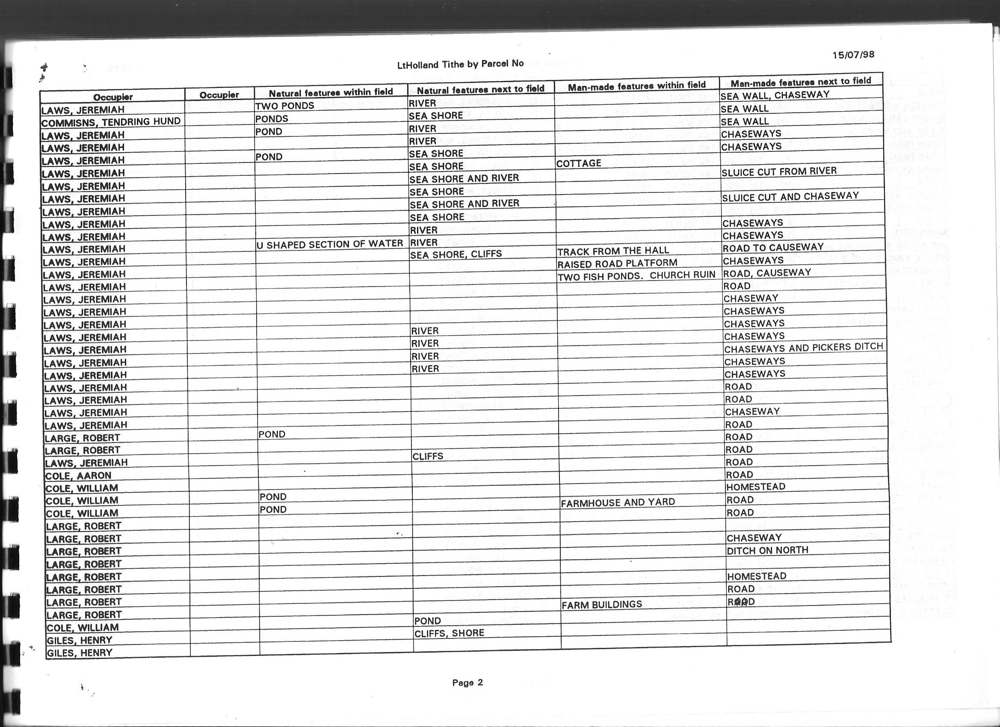 15/07/98
LtHolland Tithe by Parcel No
Occupier Occupier Natural features within field Natural features next to field Man-made features within field Man-made features next to field
LAWS, JEREMIAH TWO PONDS RIVER SEA WALL, CHASEWAY
COMMISNS, TENDRING HUND PONDS SEA SHORE SEA WALL
LAWS, JEREMIAH POND RIVER SEA WALL
LAWS, JEREMIAH RIVER CHASEWAYS
LAWS, JEREMIAH POND SEA SHORE CHASEWAYS
LAWS, JEREMIAH SEA SHORE COTTAGE
LAWS, JEREMIAH SEA SHORE AND RIVER SLUICE CUT FROM RIVER
LAWS, JEREMIAH SEA SHORE
LAWS, JEREMIAH SEA SHORE AND RIVER SLUICE CUT AND CHASEWAY
LAWS, JEREMIAH SEA SHORE
LAWS, JEREMIAH RIVER CHASEWAYS
LAWS, JEREMIAH U SHAPED SECTION OF WATER RIVER CHASEWAYS
LAWS, JEREMIAH SEA SHORE, CLIFFS TRACK FROM THE HALL ROAD TO CAUSEWAY
LAWS, JEREMIAH RAISED ROAD PLATFORM CHASEWAYS
LAWS, JEREMIAH TWO FISH PONDS. CHURCH RUIN ROAD, CAUSEWAY
LAWS, JEREMIAH ROAD
LAWS, JEREMIAH CHASEWAY
LAWS, JEREMIAH CHASEWAYS
LAWS, JEREMIAH RIVER CHASEWAYS
LAWS, JEREMIAH RIVER CHASEWAYS
LAWS, JEREMIAH RIVER CHASEWAYS AND PICKERS DITCH
LAWS, JEREMIAH RIVER CHASEWAYS
LAWS, JEREMIAH CHASEWAYS
LAWS, JEREMIAH ROAD
LAWS, JEREMIAH ROAD
LAWS, JEREMIAH CHASEWAY
LARGE, ROBERT POND ROAD
LARGE, ROBERT ROAD
LAWS, JEREMIAH CLIFFS ROAD
COLE, AARON ROAD
COLE, WILLIAM ROAD
COLE, WILLIAM POND HOMESTEAD
COLE, WILLIAM POND FARMHOUSE AND YARD ROAD
LARGE, ROBERT ROAD
LARGE, ROBERT
LARGE, ROBERT CHASEWAY
LARGE, ROBERT DITCH ON NORTH
LARGE, ROBERT
LARGE, ROBERT HOMESTEAD
LARGE, ROBERT ROAD
LARGE, ROBERT FARM BUILDINGS ROAD
COLE, WILLIAM POND
GILES, HENRY CLIFFS, SHORE
GILES, HENRY
Page 2